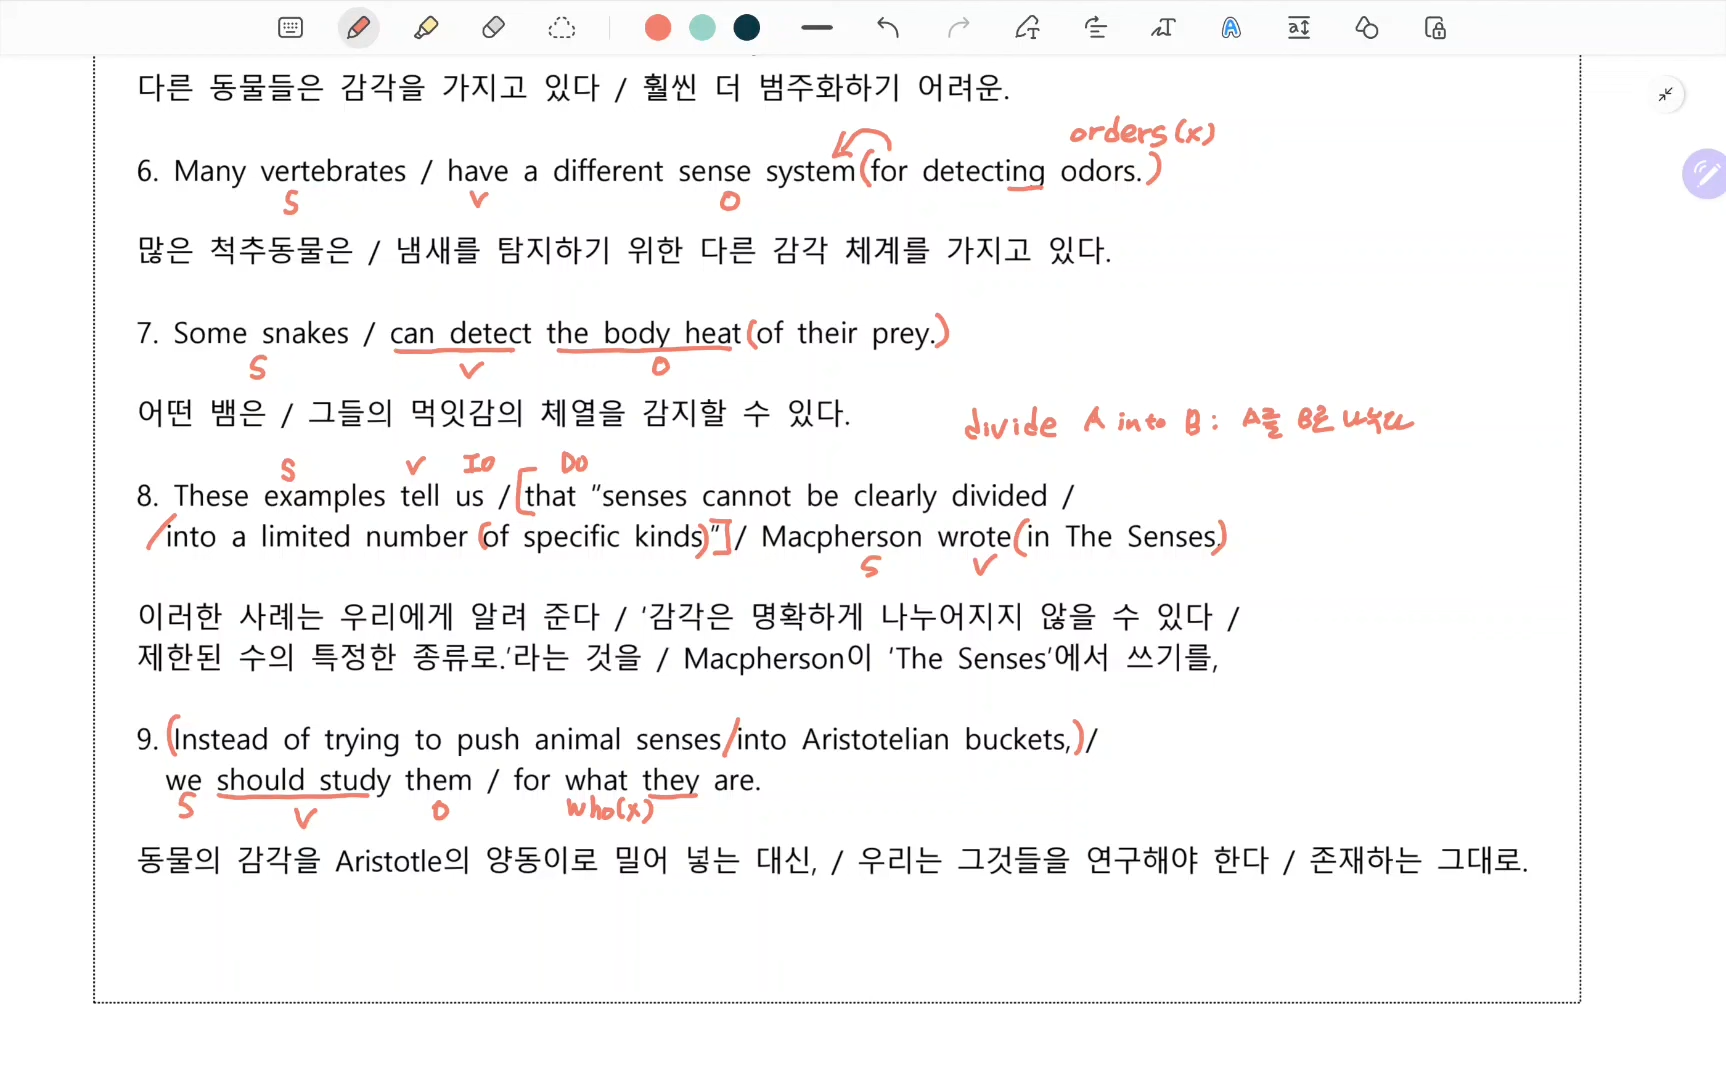 다른 동물들은 감각을 가지고 있다 / 훨씬 더 범주화하기 어려운.
orders(x)
6. Many vertebrates / have a different sense system (for detecting odors.)
S V O
많은 척추동물은 / 냄새를 탐지하기 위한 다른 감각 체계를 가지고 있다.
7. Some snakes / can detect the body heat (of their prey.)
S V O
어떤 뱀은 / 그들의 먹잇감의 체열을 감지할 수 있다.
divide A into B : A를 B로 나누다
S V IO DO
8. These examples tell us / [that “senses cannot be clearly divided /
/ into a limited number (of specific kinds)”] / Macpherson wrote (in The Senses.)
S V
이러한 사례는 우리에게 알려 준다 / ‘감각은 명확하게 나누어지지 않을 수 있다 /
제한된 수의 특정한 종류로.’라는 것을 / Macpherson이 ‘The Senses’에서 쓰기를,
9. (Instead of trying to push animal senses / into Aristotelian buckets,) /
we should study them / for what they are.
S V O who(x)
동물의 감각을 Aristotle의 양동이로 밀어 넣는 대신, / 우리는 그것들을 연구해야 한다 / 존재하는 그대로.